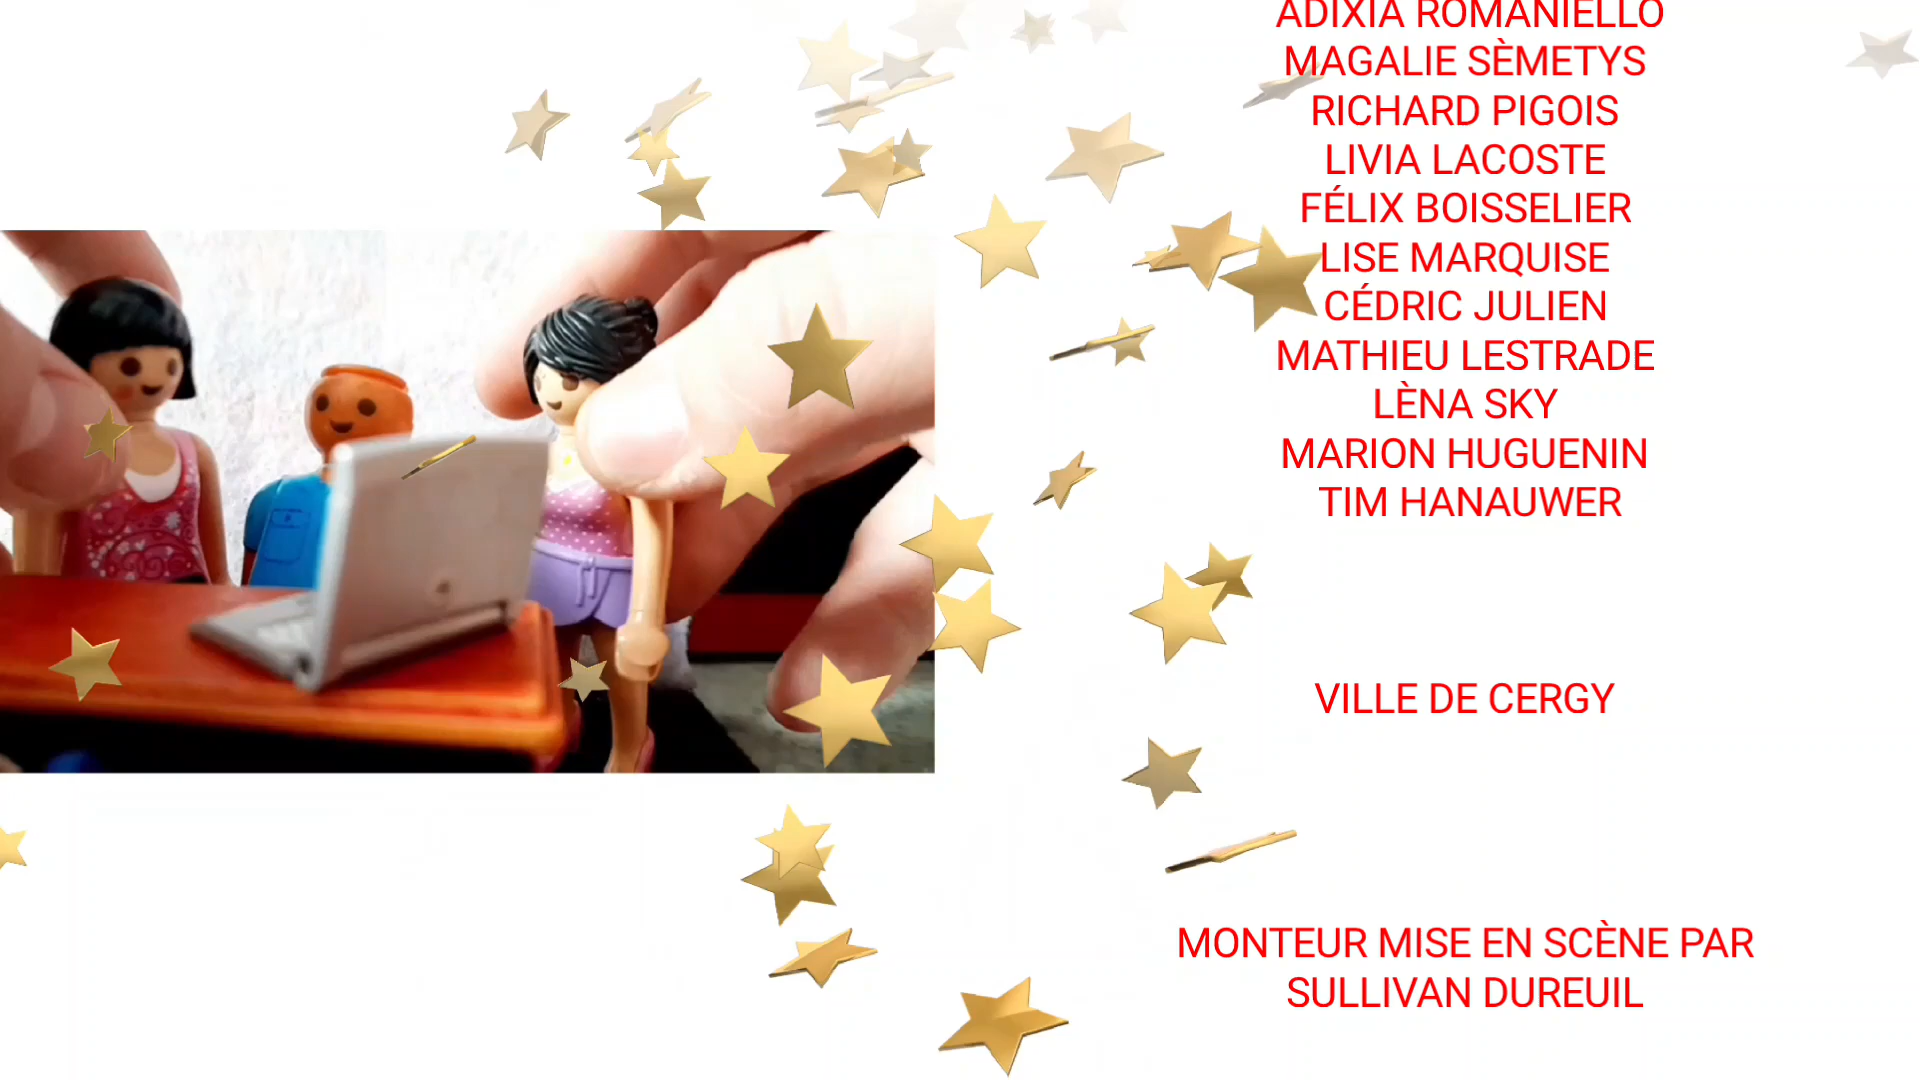 ADIXIA ROMANIELLO
MAGALIE SÈMETYS
RICHARD PIGOIS
LIVIA LACOSTE
FÉLIX BOISSELIER
LISE MARQUISE
CÉDRIC JULIEN
MATHIEU LESTRADE
LÈNA SKY
MARION HUGUENIN
TIM HANAUWER
VILLE DE CERGY
MONTEUR MISE EN SCÈNE PAR
SULLIVAN DUREUIL